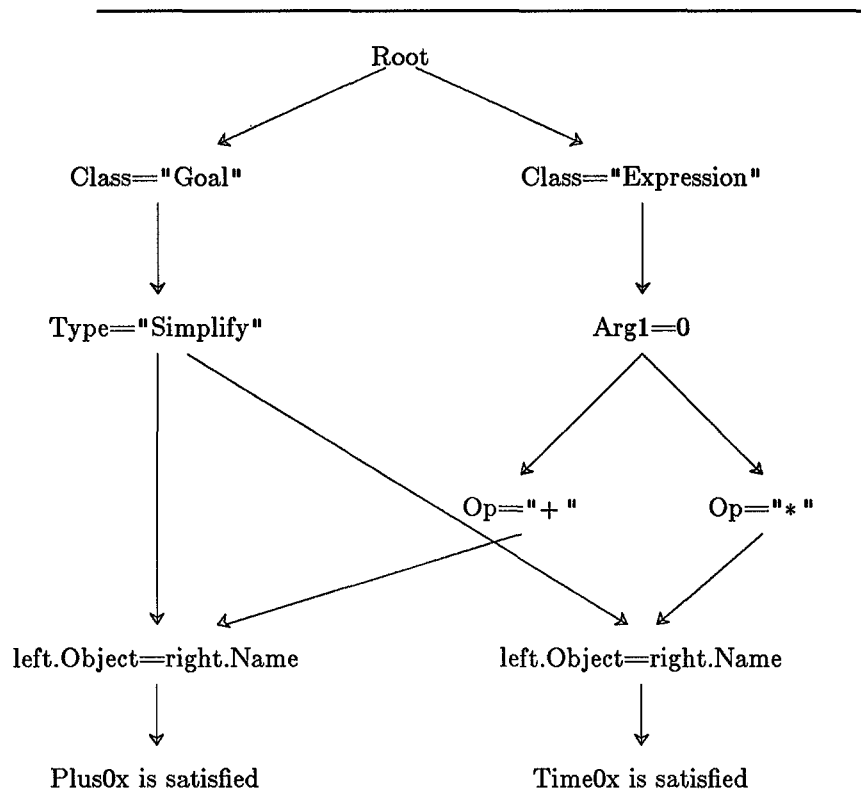 Root
Class="Goal" Class="Expression"
Type="Simplify" Arg1=0
Op="+" Op="*"
left.Object=right.Name left.Object=right.Name
Plus0x is satisfied Time0x is satisfied